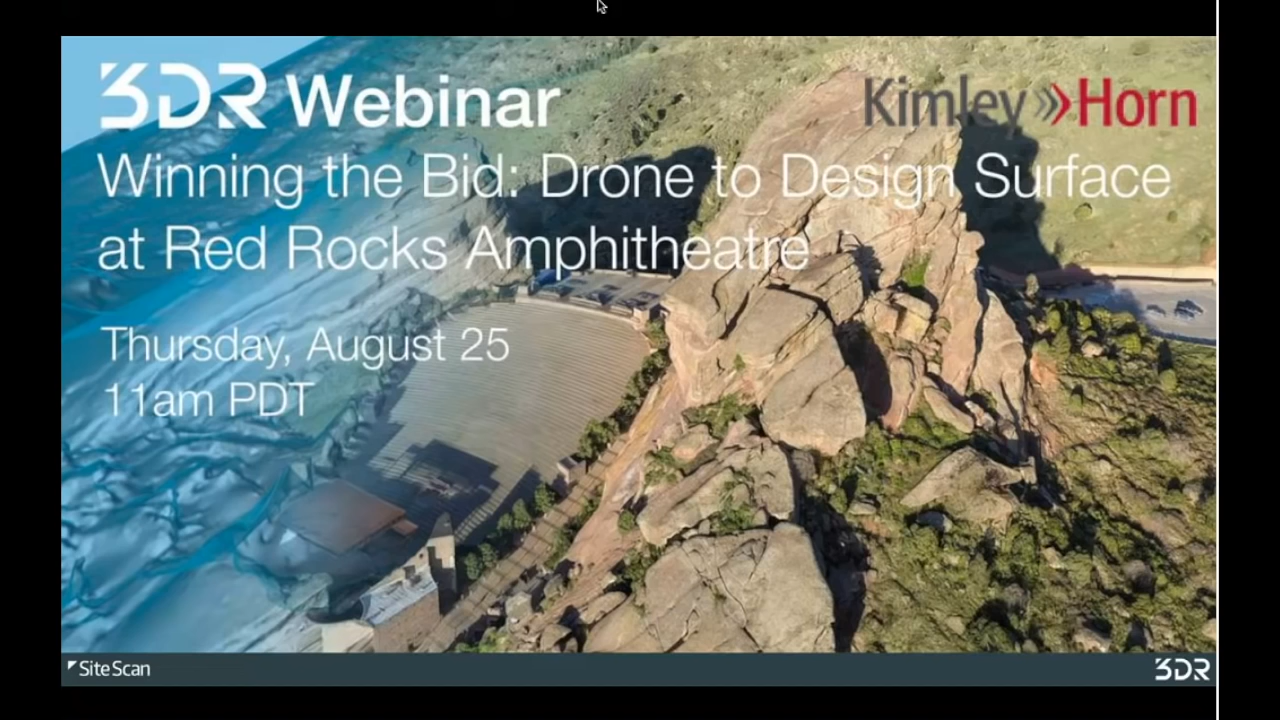 3DR Webinar
Kimley»Horn
Winning the Bid: Drone to Design Surface
at Red Rocks Amphitheatre
Thursday, August 25
11am PDT
SiteScan
3DR